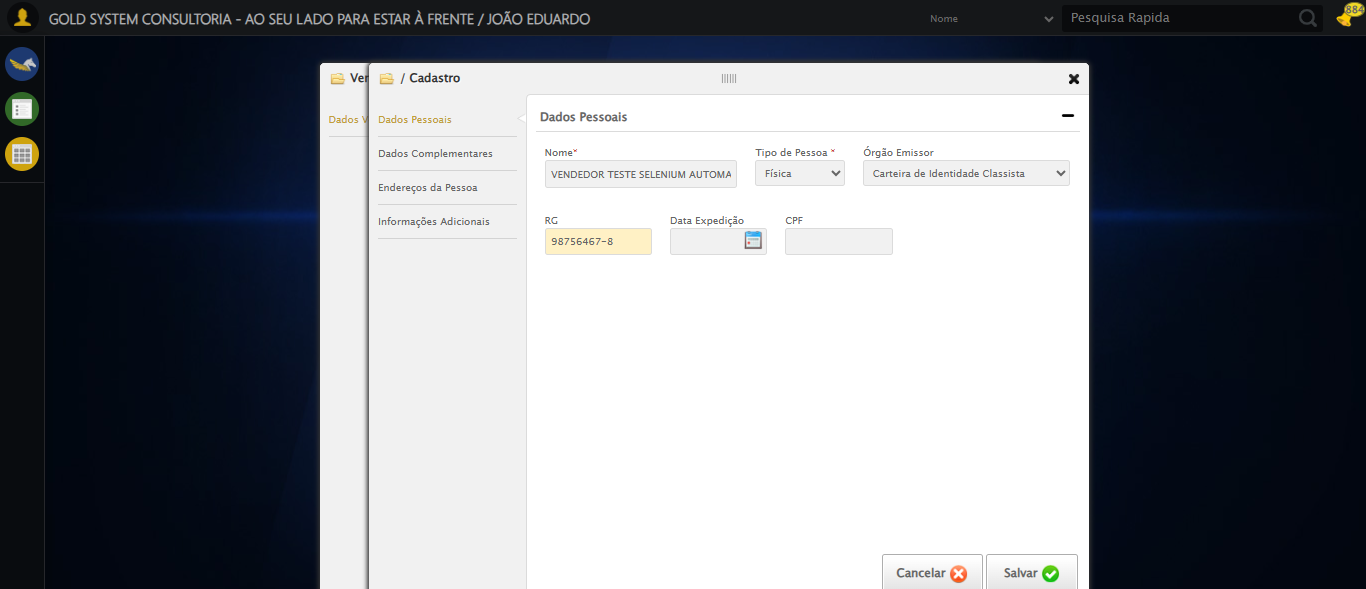 GOLD SYSTEM CONSULTORIA - AO SEU LADO PARA ESTAR À FRENTE / JOÃO EDUARDO
Nome
Pesquisa Rapida
884
Ver
/ Cadastro
Dados V
Dados Pessoais
Dados Complementares
Endereços da Pessoa
Informações Adicionais
Dados Pessoais
Nome*
Tipo de Pessoa *
Órgão Emissor
VENDEDOR TESTE SELENIUM AUTOMA
Física
Carteira de Identidade Classista
RG
Data Expedição
CPF
98756467-8
Cancelar
Salvar